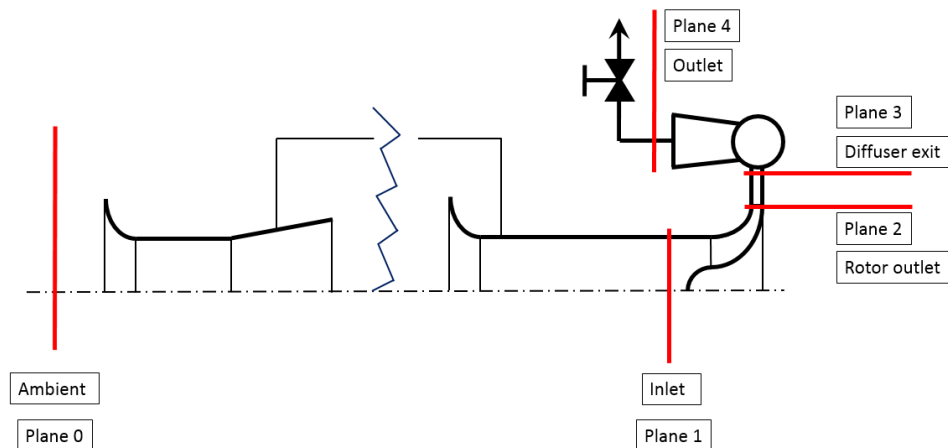 Plane 4
Outlet
Plane 3
Diffuser exit
Plane 2
Rotor outlet
Ambient
Plane 0
Inlet
Plane 1